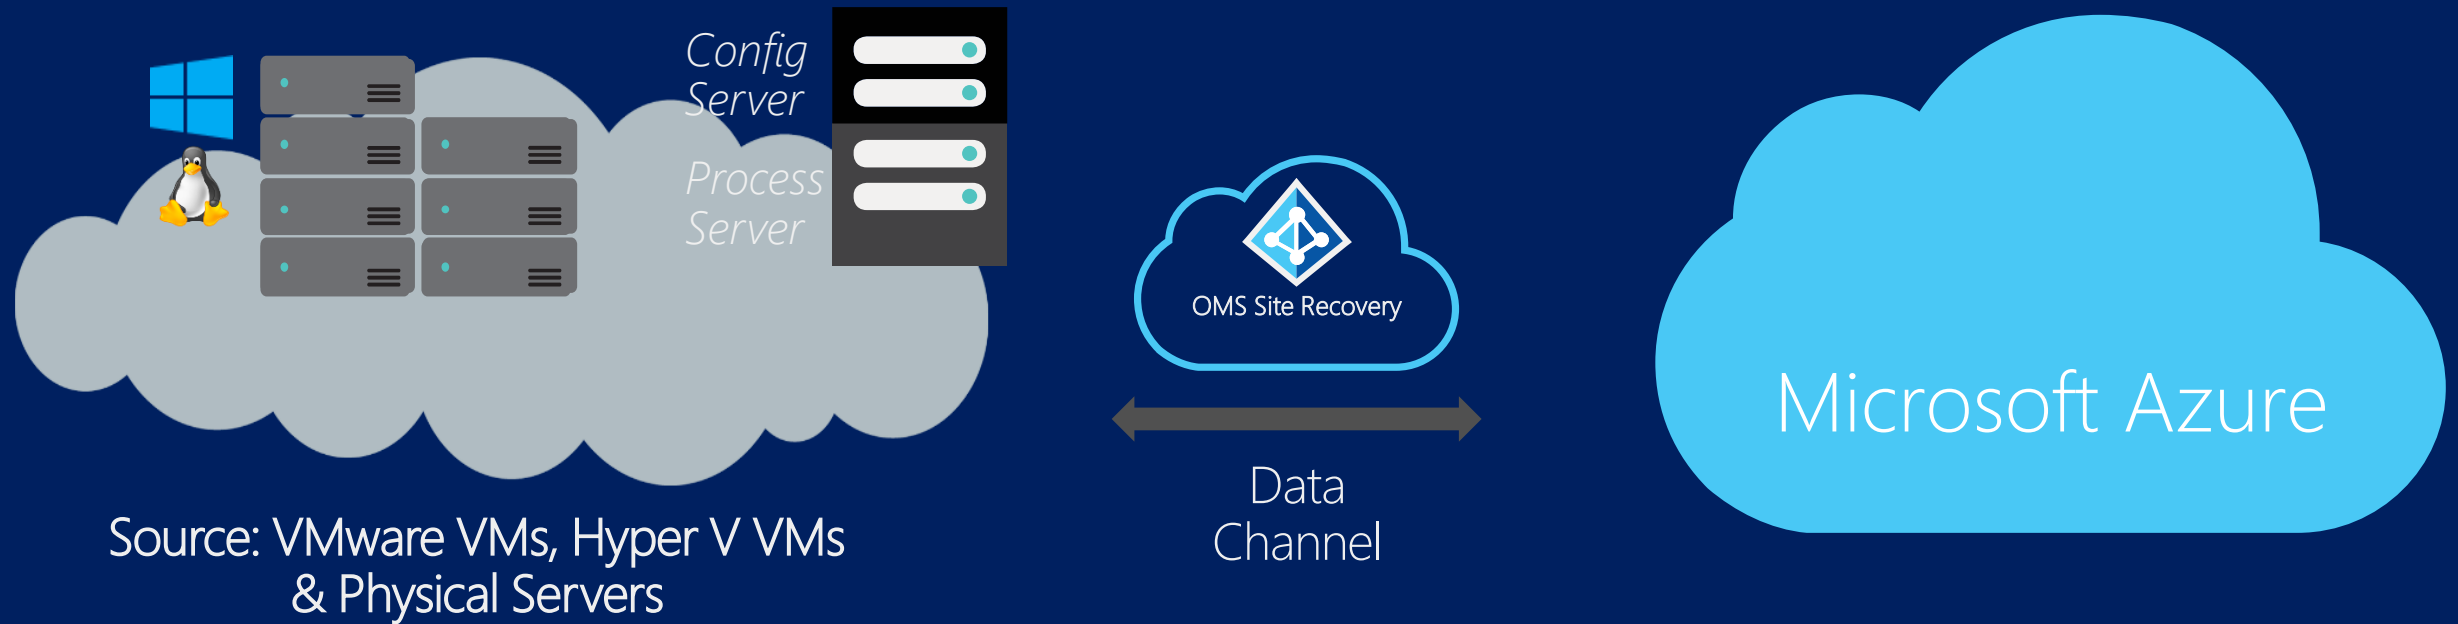 Config
Server
Process
Server
OMS Site Recovery
Microsoft Azure
Data
Channel
Source: VMware VMs, Hyper V VMs
& Physical Servers